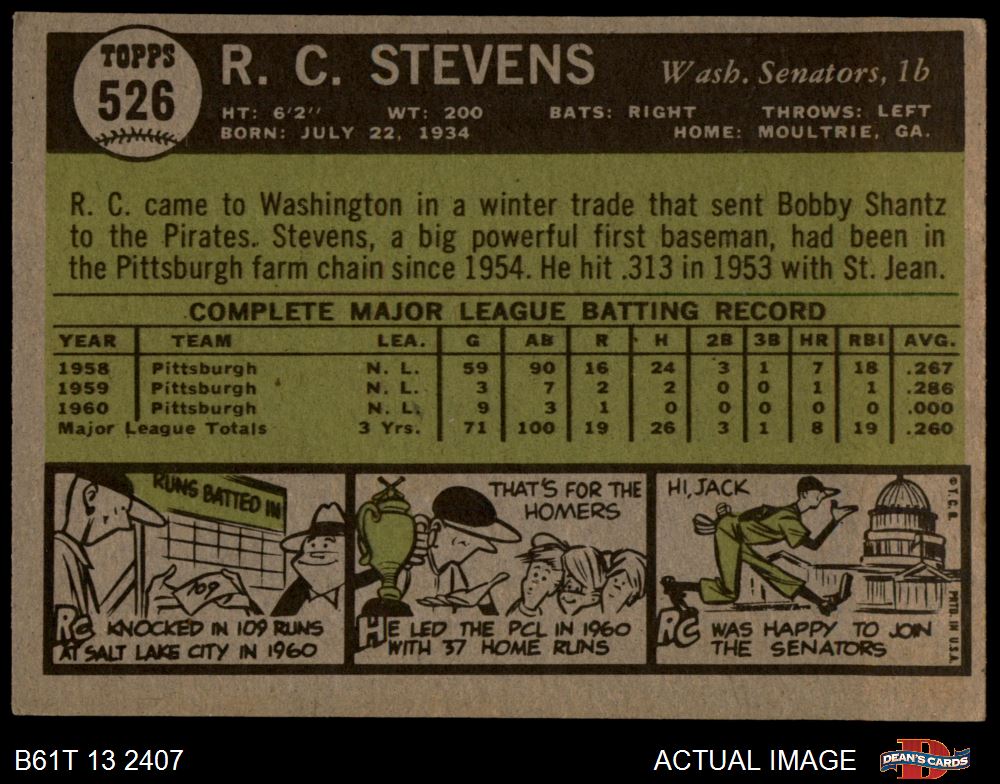 TOPPS
526
R. C. STEVENS
Wash. Senators, 1b
HT: 6'2'' WT: 200 BATS: RIGHT THROWS: LEFT
BORN: JULY 22, 1934 HOME: MOULTRIE, GA.
R. C. came to Washington in a winter trade that sent Bobby Shantz
to the Pirates. Stevens, a big powerful first baseman, had been in
the Pittsburgh farm chain since 1954. He hit .313 in 1953 with St. Jean.
COMPLETE MAJOR LEAGUE BATTING RECORD
YEAR TEAM LEA. G AB R H 2B 3B HR RBI AVG.
1958 Pittsburgh N. L. 59 90 16 24 3 1 7 18 .267
1959 Pittsburgh N. L. 3 7 2 2 0 0 1 1 .286
1960 Pittsburgh N. L. 9 3 1 0 0 0 0 0 .000
Major League Totals 3 Yrs. 71 100 19 26 3 1 8 19 .260
RUNS BATTED IN
109
RC KNOCKED IN 109 RUNS
AT SALT LAKE CITY IN 1960
THAT'S FOR THE
HOMERS
HE LED THE PCL IN 1960
WITH 37 HOME RUNS
HI, JACK
RC WAS HAPPY TO JOIN
THE SENATORS
© T.C.G.
PRTD. IN U.S.A.
B61T 13 2407
ACTUAL IMAGE
D
DEAN'S CARDS